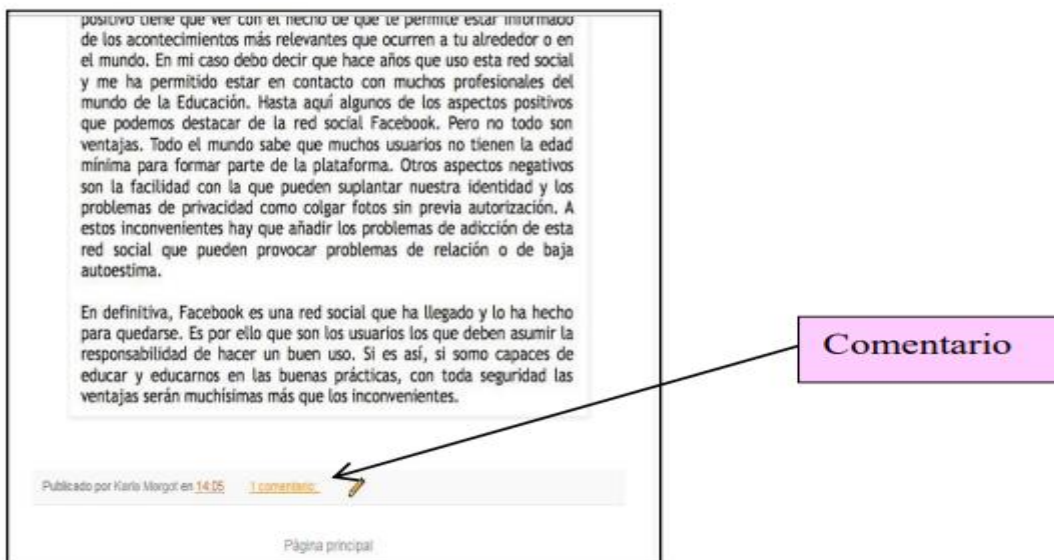 positivo tiene que ver con el hecho de que te permite estar informado
de los acontecimientos más relevantes que ocurren a tu alrededor o en
el mundo. En mi caso debo decir que hace años que uso esta red social
y me ha permitido estar en contacto con muchos profesionales del
mundo de la Educación. Hasta aquí algunos de los aspectos positivos
que podemos destacar de la red social Facebook. Pero no todo son
ventajas. Todo el mundo sabe que muchos usuarios no tienen la edad
mínima para formar parte de la plataforma. Otros aspectos negativos
son la facilidad con la que pueden suplantar nuestra identidad y los
problemas de privacidad como colgar fotos sin previa autorización. A
estos inconvenientes hay que añadir los problemas de adicción de esta
red social que pueden provocar problemas de relación o de baja
autoestima.
En definitiva, Facebook es una red social que ha llegado y lo ha hecho
para quedarse. Es por ello que son los usuarios los que deben asumir la
responsabilidad de hacer un buen uso. Si es así, si somo capaces de
educar y educarnos en las buenas prácticas, con toda seguridad las
ventajas serán muchísimas más que los inconvenientes.
Comentario
Publicado por Karla Margot en 14:05 1 comentario:
Página principal